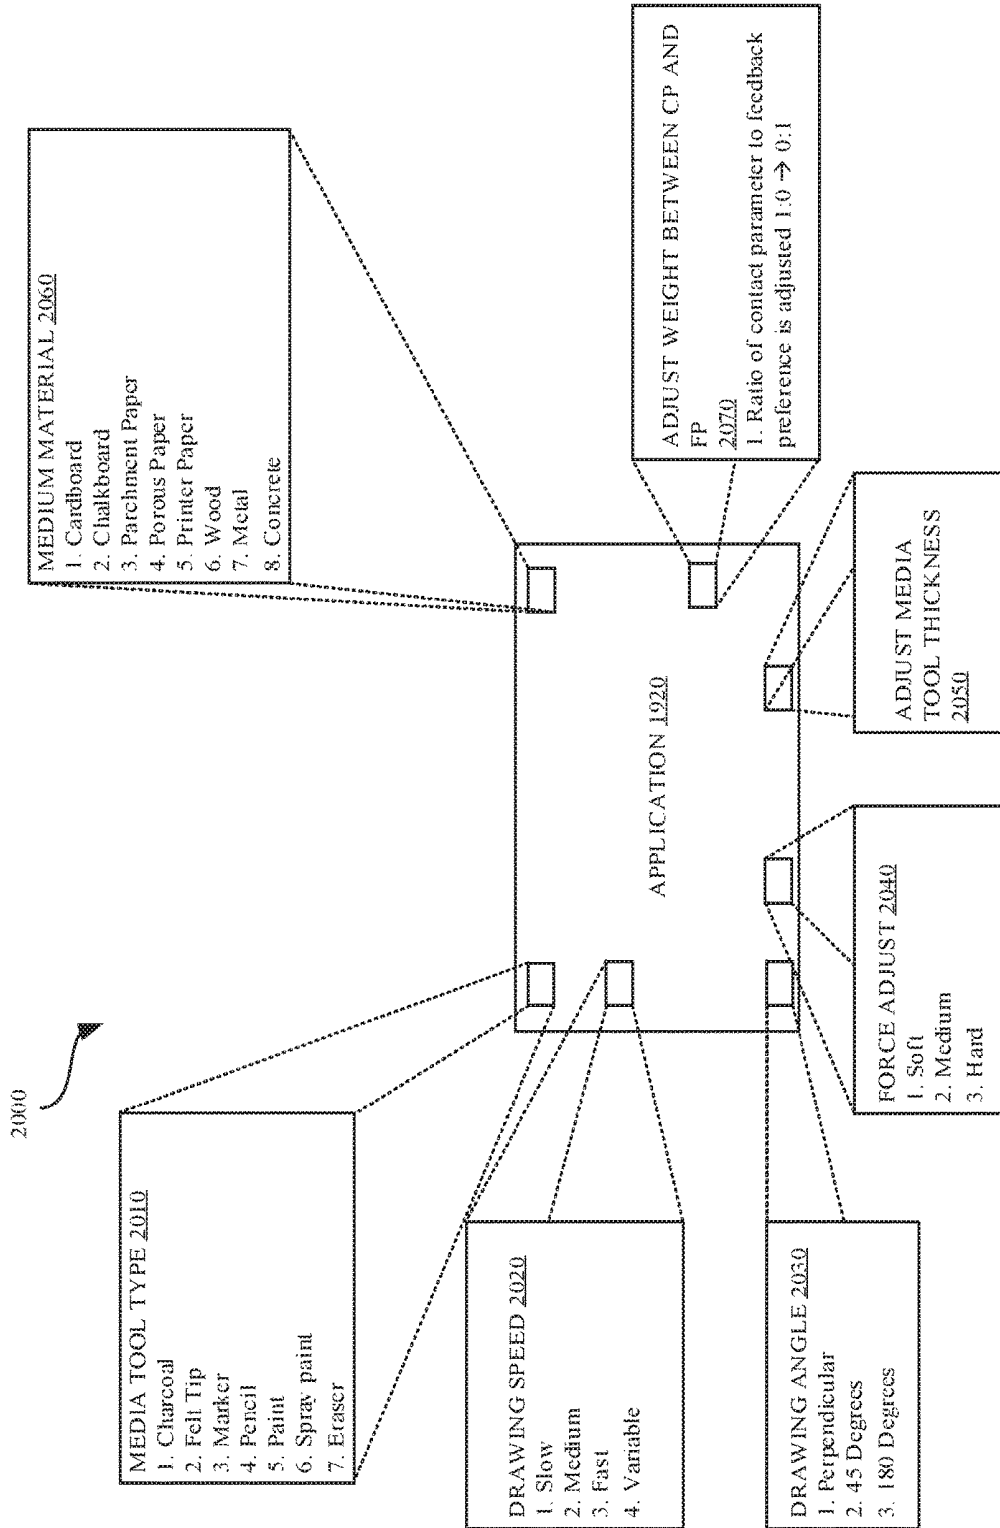 2000
MEDIA TOOL TYPE 2010
1. Charcoal
2. Felt Tip
3. Marker
4. Pencil
5. Paint
6. Spray paint
7. Eraser
DRAWING SPEED 2020
1. Slow
2. Medium
3. Fast
4. Variable
DRAWING ANGLE 2030
1. Perpendicular
2. 45 Degrees
3. 180 Degrees
FORCE ADJUST 2040
1. Soft
2. Medium
3. Hard
APPLICATION 1920
ADJUST MEDIA
TOOL THICKNESS
2050
MEDIUM MATERIAL 2060
1. Cardboard
2. Chalkboard
3. Parchment Paper
4. Porous Paper
5. Printer Paper
6. Wood
7. Metal
8. Concrete
ADJUST WEIGHT BETWEEN CP AND
FP
2070
1. Ratio of contact parameter to feedback
preference is adjusted 1:0 → 0:1